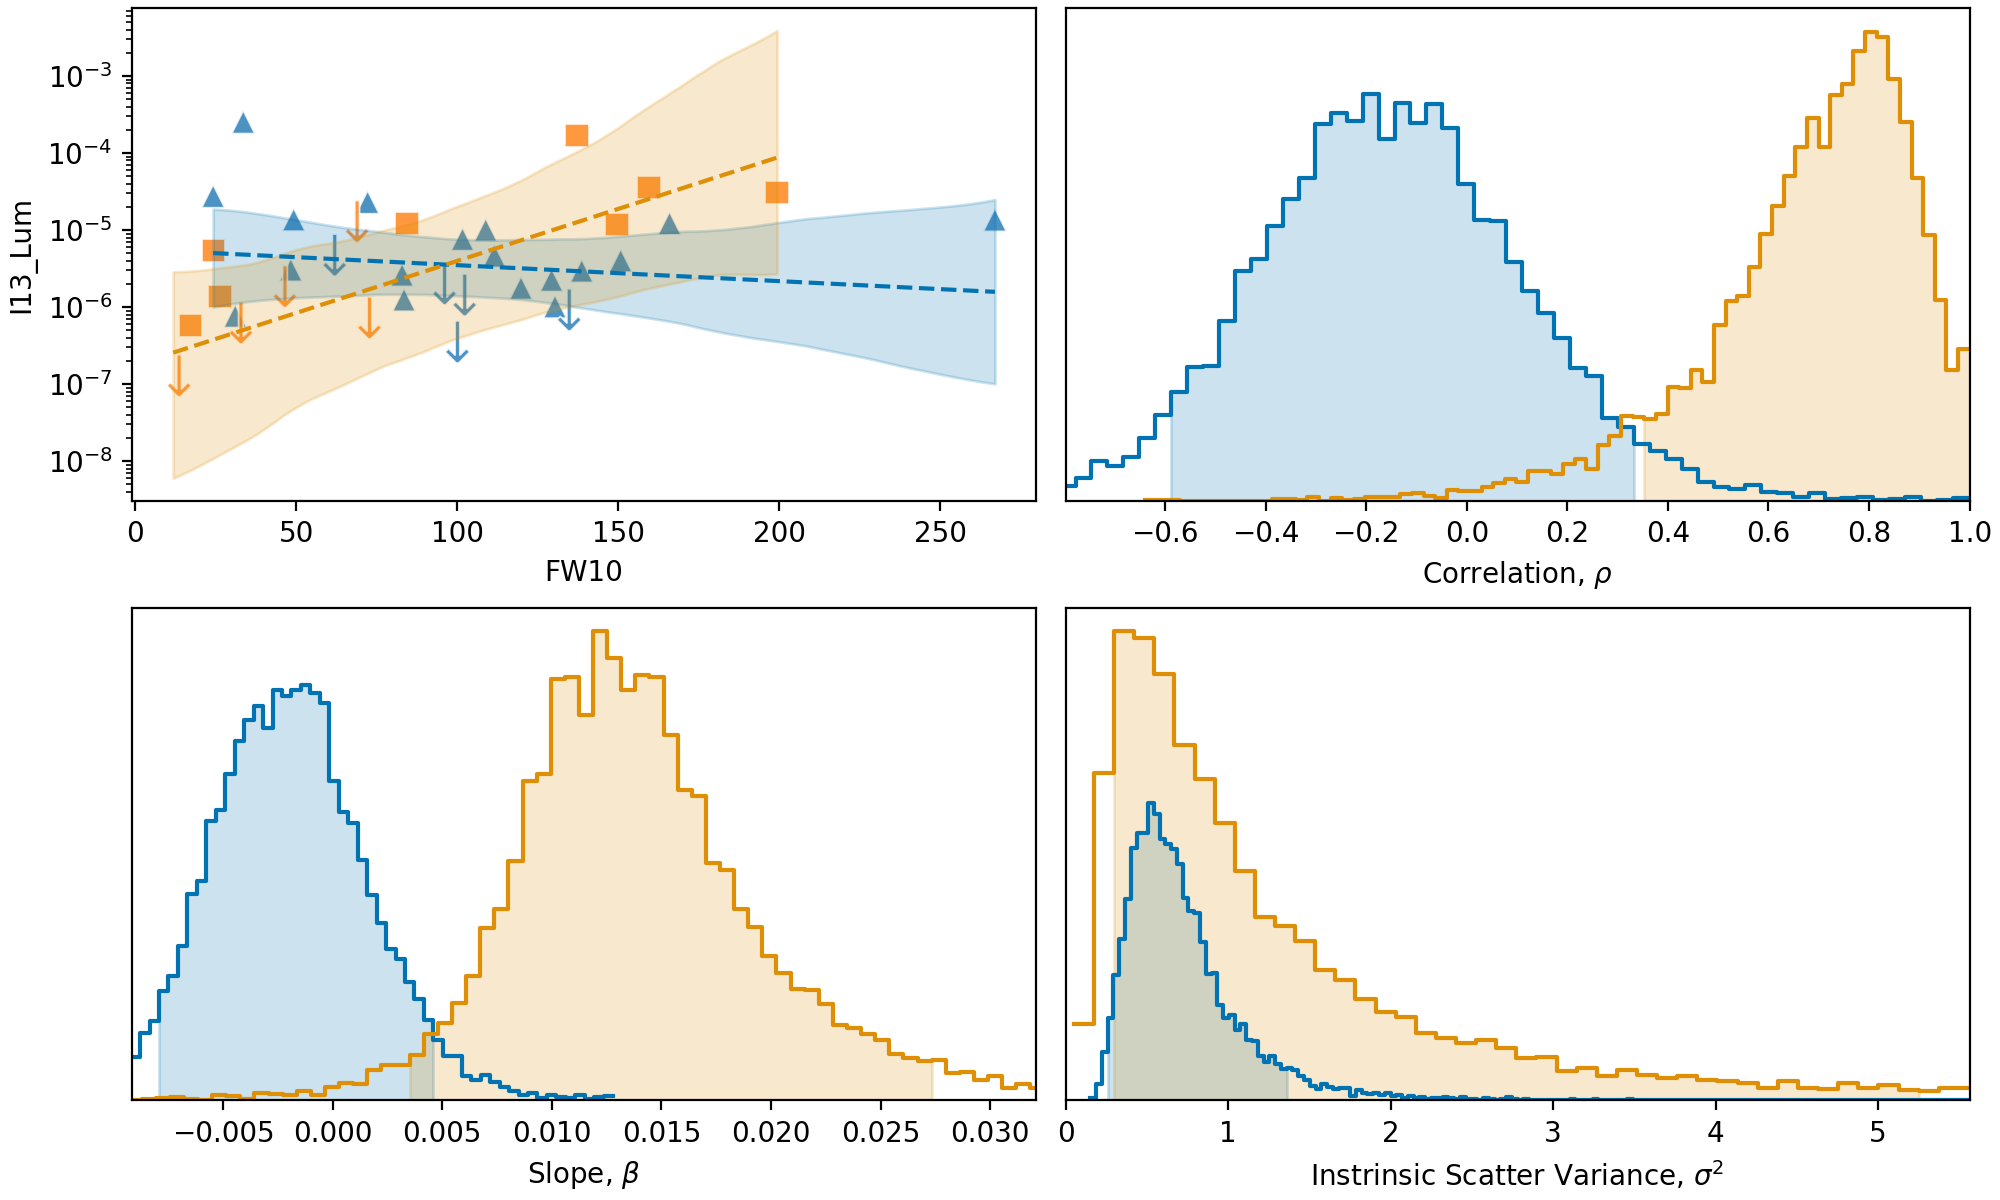 I13_Lum
10⁻³
10⁻⁴
10⁻⁵
10⁻⁶
10⁻⁷
10⁻⁸
0 50 100 150 200 250
FW10
−0.6 −0.4 −0.2 0.0 0.2 0.4 0.6 0.8 1.0
Correlation, ρ
−0.005 0.000 0.005 0.010 0.015 0.020 0.025 0.030
Slope, β
0 1 2 3 4 5
Instrinsic Scatter Variance, σ²